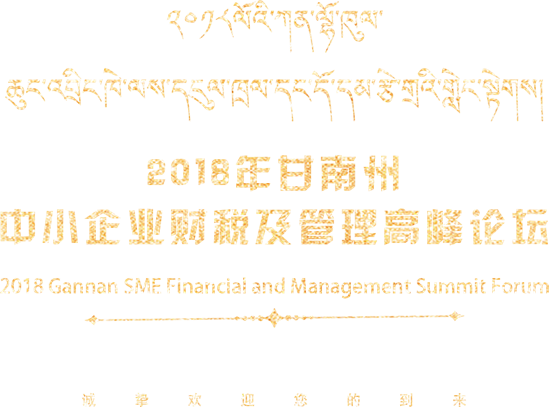 ༢༠༡༨ལོའི་གན་ལྷོ་ཁུལ་
ཆུང་འབྲིང་ཁེ་ལས་དངུལ་ཁྲལ་དང་དོ་དམ་རྩེ་གྲའི་གླེང་སྟེགས།
2018年甘南州
中小企业财税及管理高峰论坛
2018 Gannan SME Financial and Management Summit Forum
诚挚欢迎您的到来